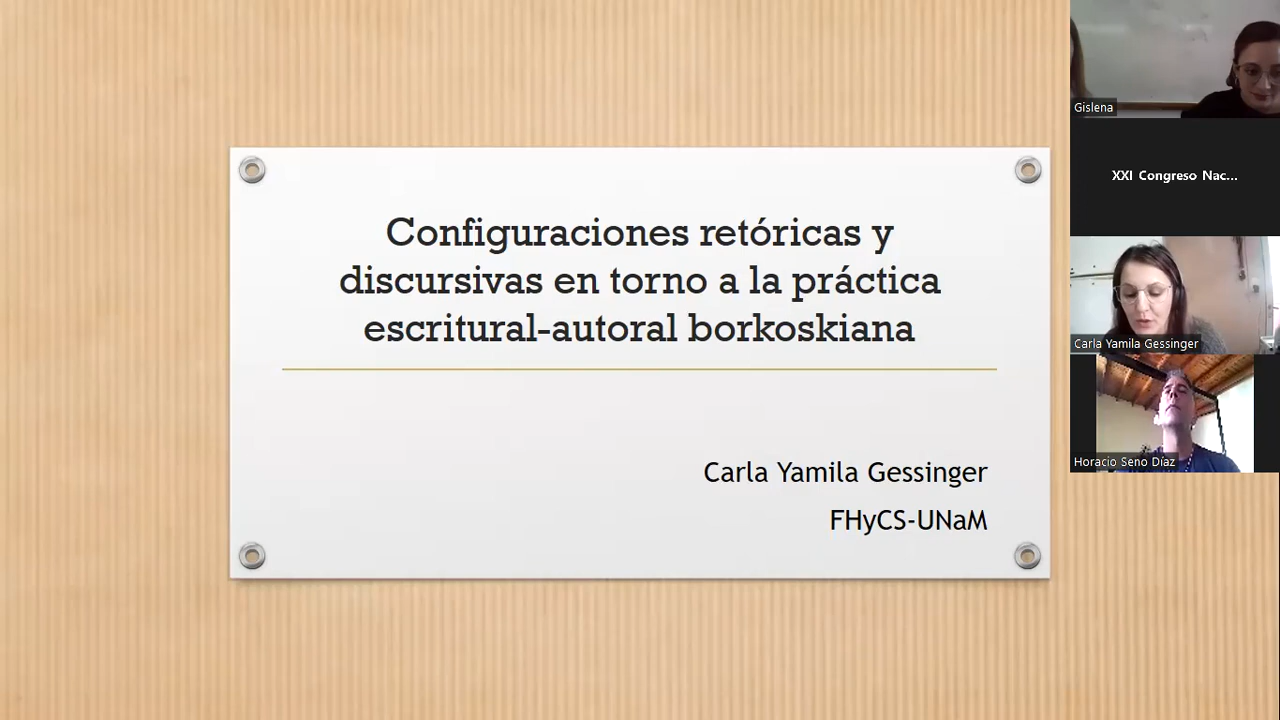 Configuraciones retóricas y
discursivas en torno a la práctica
escritural-autoral borkoskiana
Carla Yamila Gessinger
FHyCS-UNaM
Gislena
XXI Congreso Nac...
Carla Yamila Gessinger
Horacio Seno Díaz